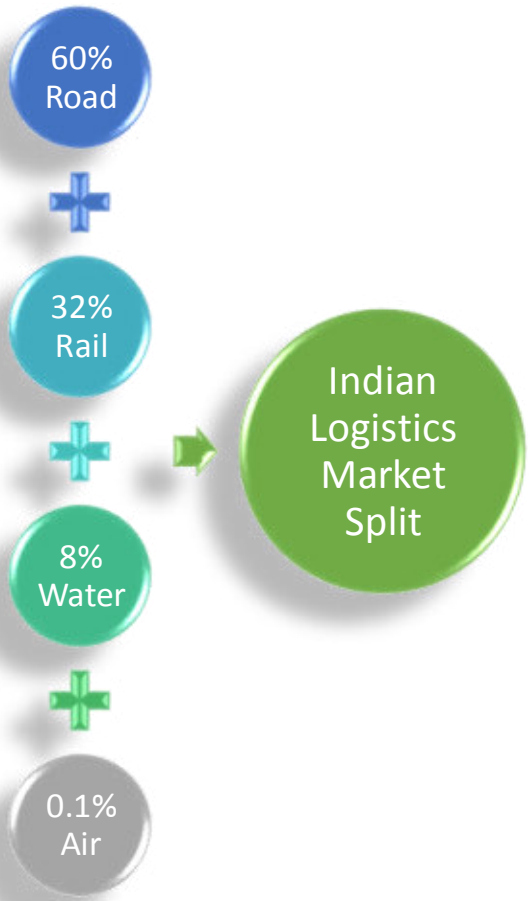 60%
Road
32%
Rail
Indian
Logistics
Market
Split
8%
Water
0.1%
Air